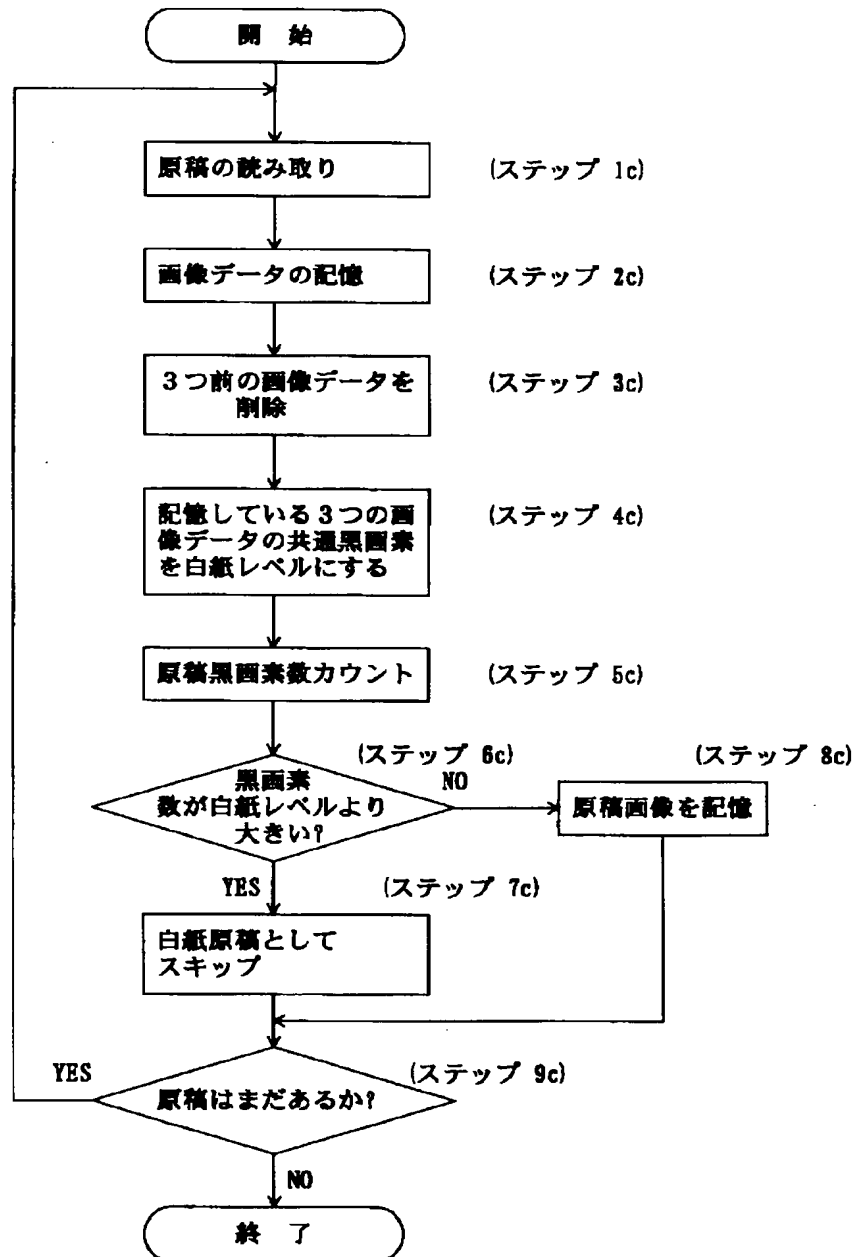 開 始
原稿の読み取り (ステップ 1c)
画像データの記憶 (ステップ 2c)
3つ前の画像データを (ステップ 3c)
削除
記憶している3つの画 (ステップ 4c)
像データの共通黒画素
を白紙レベルにする
原稿黒画素数カウント (ステップ 5c)
(ステップ 6c) (ステップ 8c)
黒画素 NO
数が白紙レベルより 原稿画像を記憶
大きい?
YES (ステップ 7c)
白紙原稿として
スキップ
YES (ステップ 9c)
原稿はまだあるか?
NO
終 了